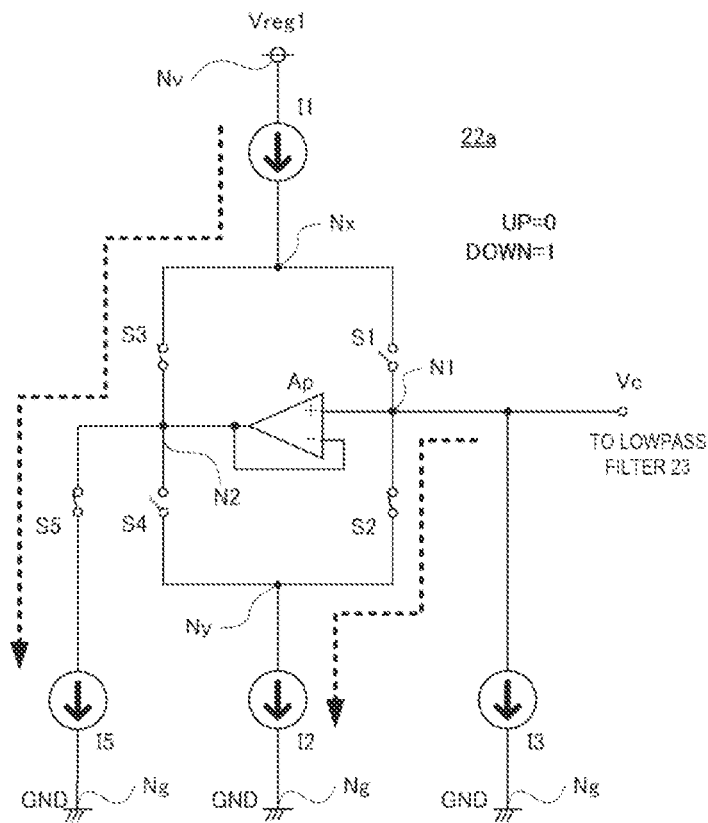 Vreg1
Nv
I1
22a
Nx
UP=0
DOWN=1
S3
S1
Ap
N1
Vc
+
-
TO LOWPASS
FILTER 23
N2
S5
S4
S2
Ny
I5
I2
I3
GND
Ng
GND
Ng
GND
Ng